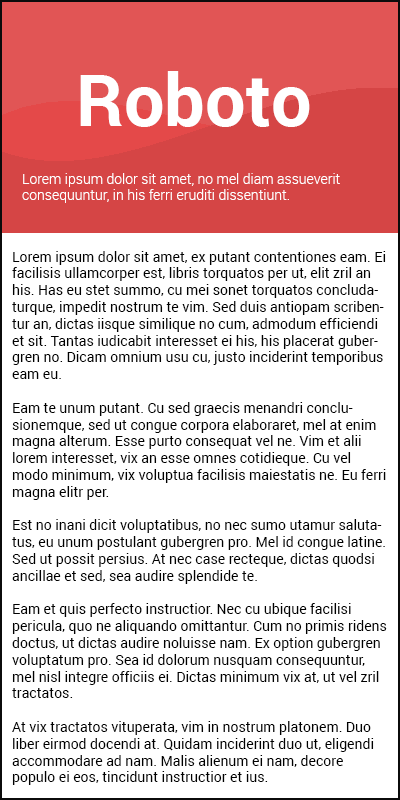 Roboto
Lorem ipsum dolor sit amet, no mel diam assueverit
consequuntur, in his ferri eruditi dissentiunt.
Lorem ipsum dolor sit amet, ex putant contentiones eam. Ei
facilisis ullamcorper est, libris torquatos per ut, elit zril an
his. Has eu stet summo, cu mei sonet torquatos concluda-
turque, impedit nostrum te vim. Sed duis antiopam scriben-
tur an, dictas iisque similique no cum, admodum efficiendi
et sit. Tantas iudicabit interesset ei his, his placerat guber-
gren no. Dicam omnium usu cu, justo inciderint temporibus
eam eu.
Eam te unum putant. Cu sed graecis menandri conclu-
sionemque, sed ut congue corpora elaboraret, mel at enim
magna alterum. Esse purto consequat vel ne. Vim et alii
lorem interesset, vix an esse omnes cotidieque. Cu vel
modo minimum, vix voluptua facilisis maiestatis ne. Eu ferri
magna elitr per.
Est no inani dicit voluptatibus, no nec sumo utamur saluta-
tus, eu unum postulant gubergren pro. Mel id congue latine.
Sed ut possit persius. At nec case recteque, dictas quodsi
ancillae et sed, sea audire splendide te.
Eam et quis perfecto instructior. Nec cu ubique facilisi
pericula, quo ne aliquando omittantur. Cum no primis ridens
doctus, ut dictas audire noluisse nam. Ex option gubergren
voluptatum pro. Sea id dolorum nusquam consequuntur,
mel nisl integre officiis ei. Dictas minimum vix at, ut vel zril
tractatos.
At vix tractatos vituperata, vim in nostrum platonem. Duo
liber eirmod docendi at. Quidam inciderint duo ut, eligendi
accommodare ad nam. Malis alienum ei nam, decore
populo ei eos, tincidunt instructior et ius.